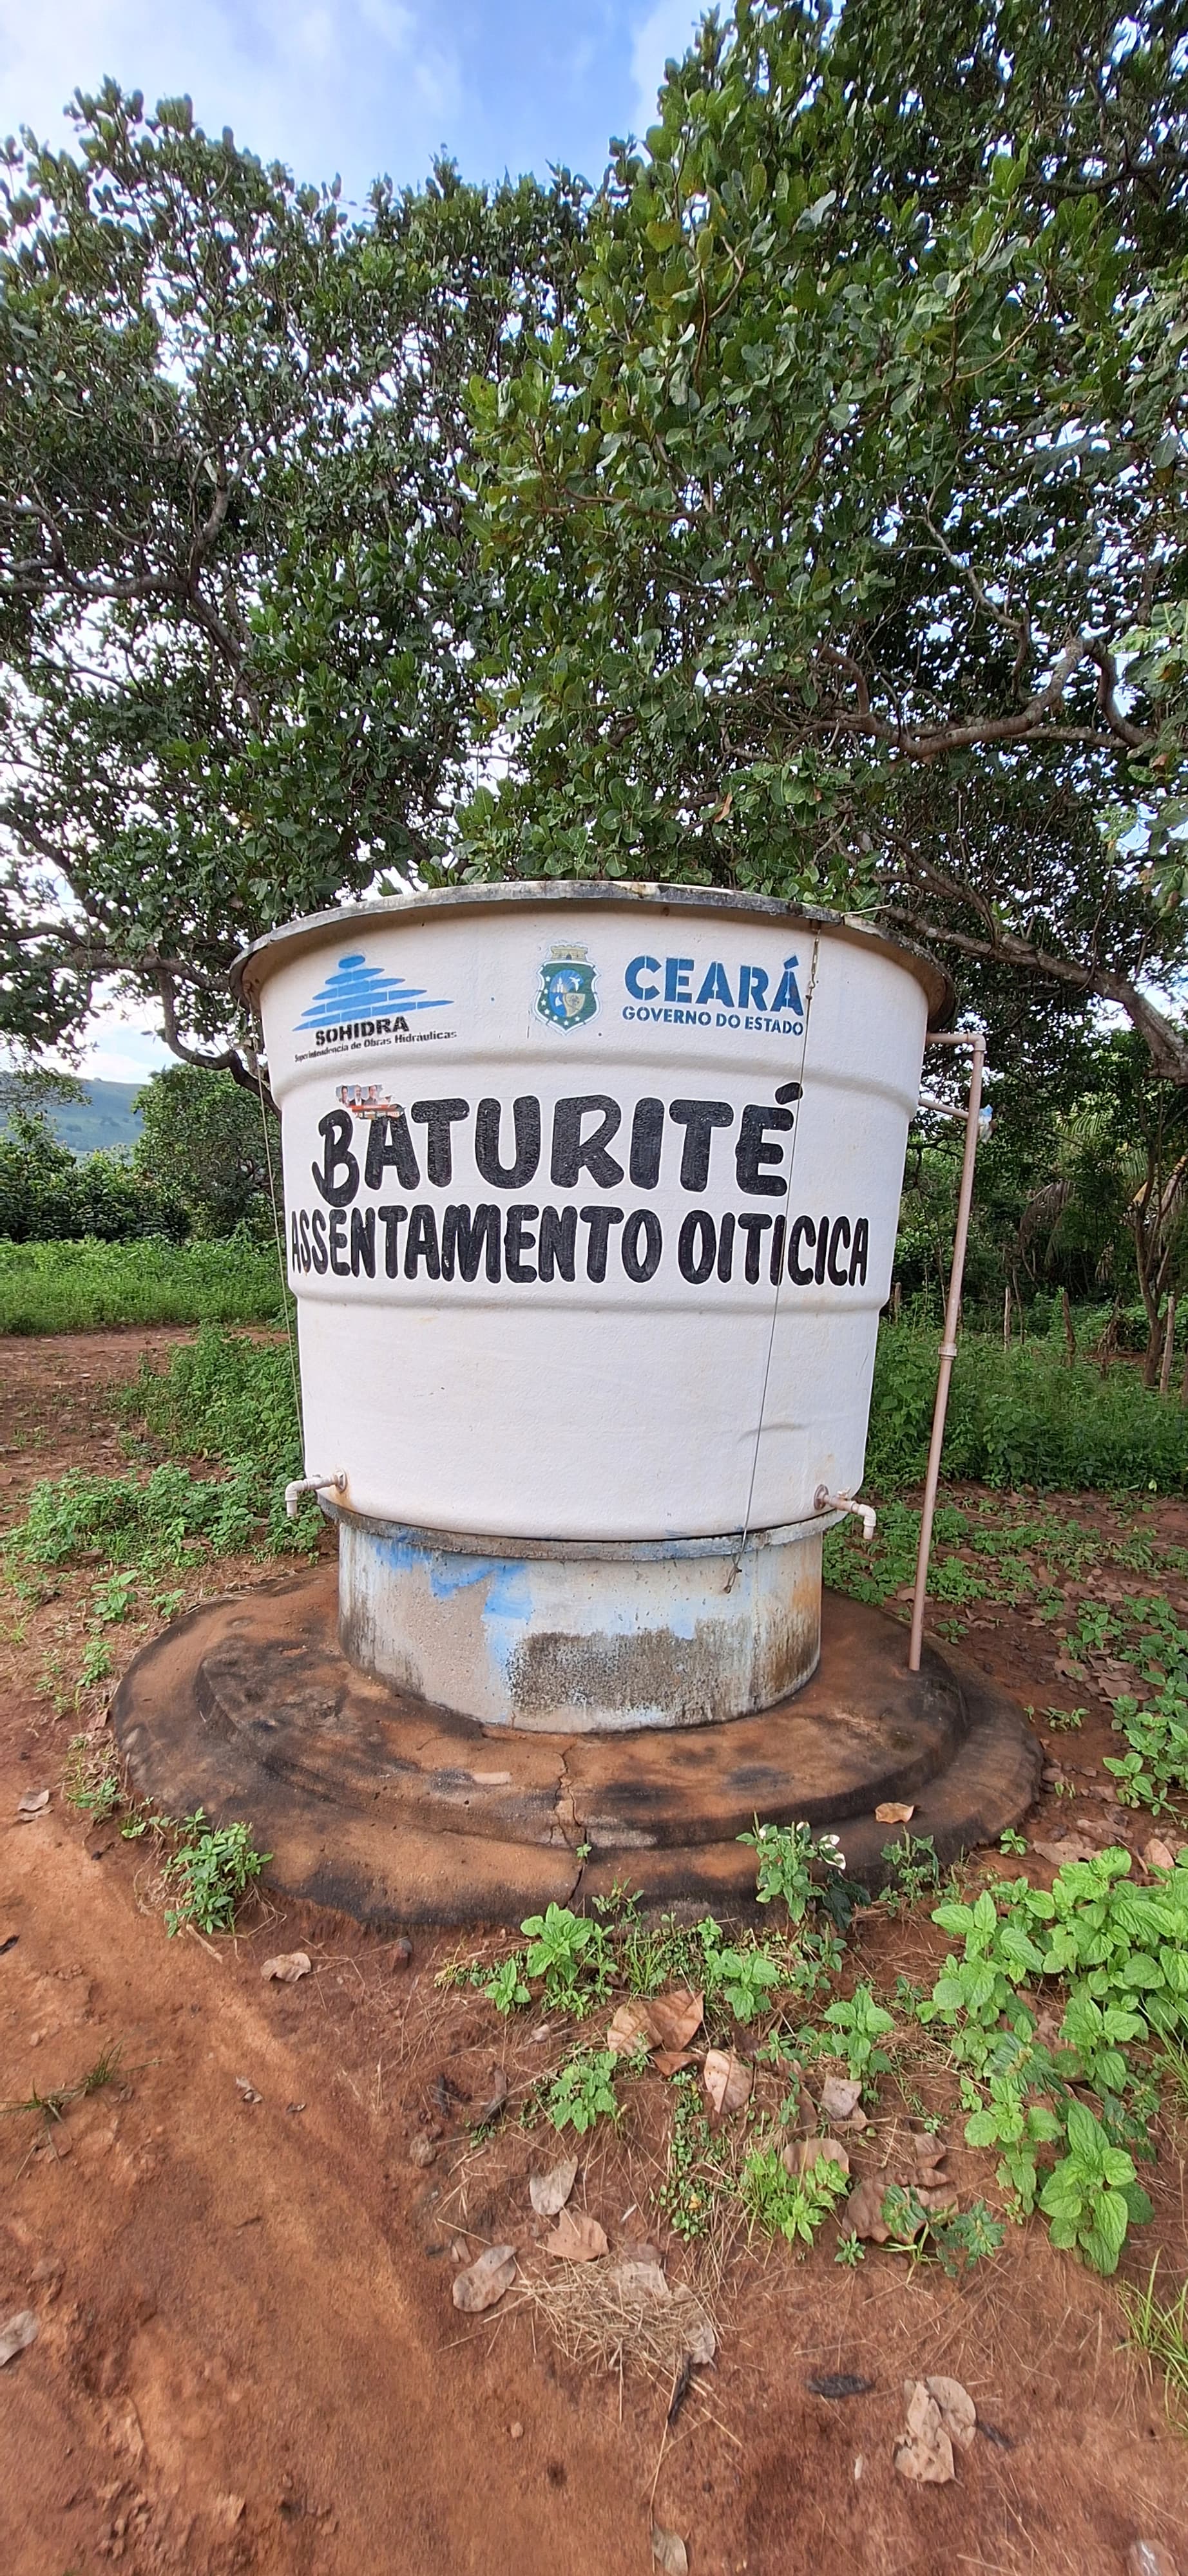 SOHIDRA
Superintendência de Obras Hidráulicas
CEARÁ
GOVERNO DO ESTADO
BATURITÉ
ASSENTAMENTO OITICICA